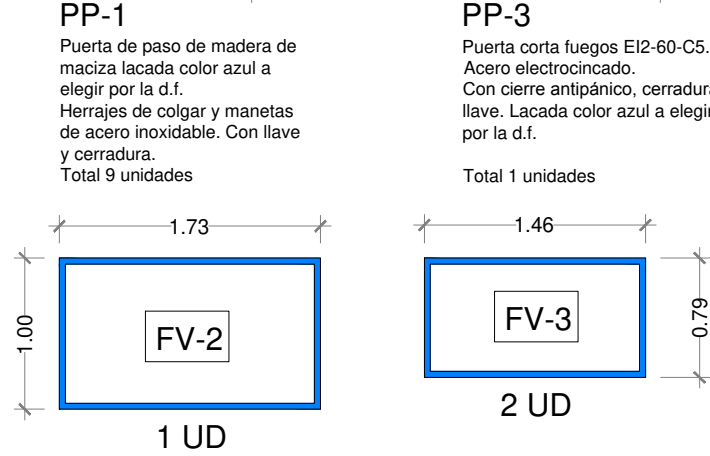 PP-1
Puerta de paso de madera de
maciza lacada color azul a
elegir por la d.f.
Herrajes de colgar y manetas
de acero inoxidable. Con llave
y cerradura.
Total 9 unidades
PP-3
Puerta corta fuegos EI2-60-C5.
Acero electrocincado.
Con cierre antipánico, cerradura
llave. Lacada color azul a elegir
por la d.f.
Total 1 unidades
1.73
1.00
FV-2
1 UD
1.46
0.79
FV-3
2 UD